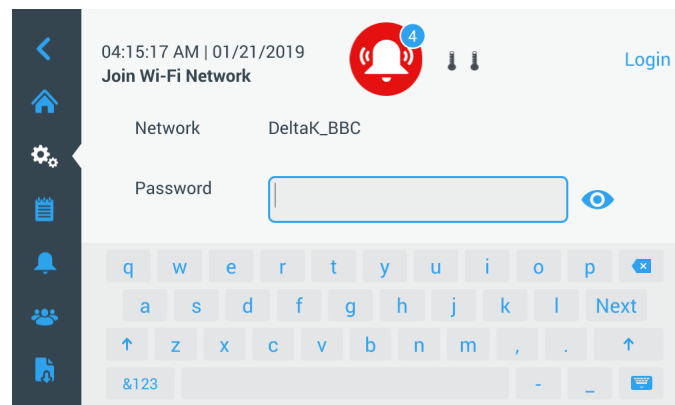 04:15:17 AM | 01/21/2019
4
Login
Join Wi-Fi Network
Network DeltaK_BBC
Password
q w e r t y u i o p
a s d f g h j k l Next
z x c v b n m , .
&123 - _